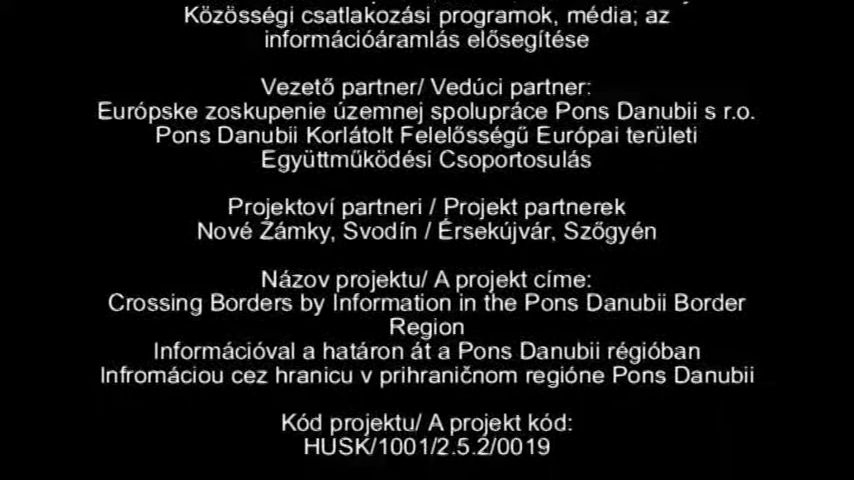 Közösségi csatlakozási programok, média; az
információáramlás elősegítése
Vezető partner/ Vedúci partner:
Európske zoskupenie územnej spolupráce Pons Danubii s r.o.
Pons Danubii Korlátolt Felelősségű Európai területi
Együttműködési Csoportosulás
Projektoví partneri / Projekt partnerek
Nové Zámky, Svodín / Érsekújvár, Szőgyén
Názov projektu/ A projekt címe:
Crossing Borders by Information in the Pons Danubii Border
Region
Információval a határon át a Pons Danubii régióban
Infromáciou cez hranicu v prihraničnom regióne Pons Danubii
Kód projektu/ A projekt kód:
HUSK/1001/2.5.2/0019